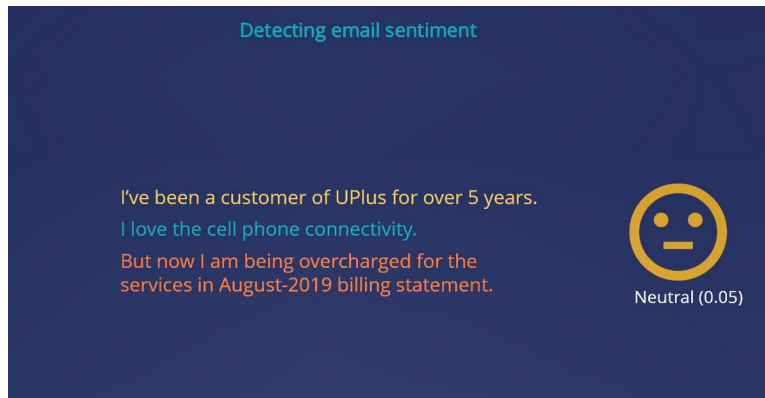 Detecting email sentiment
I've been a customer of UPlus for over 5 years.
I love the cell phone connectivity.
But now I am being overcharged for the
services in August-2019 billing statement.
Neutral (0.05)